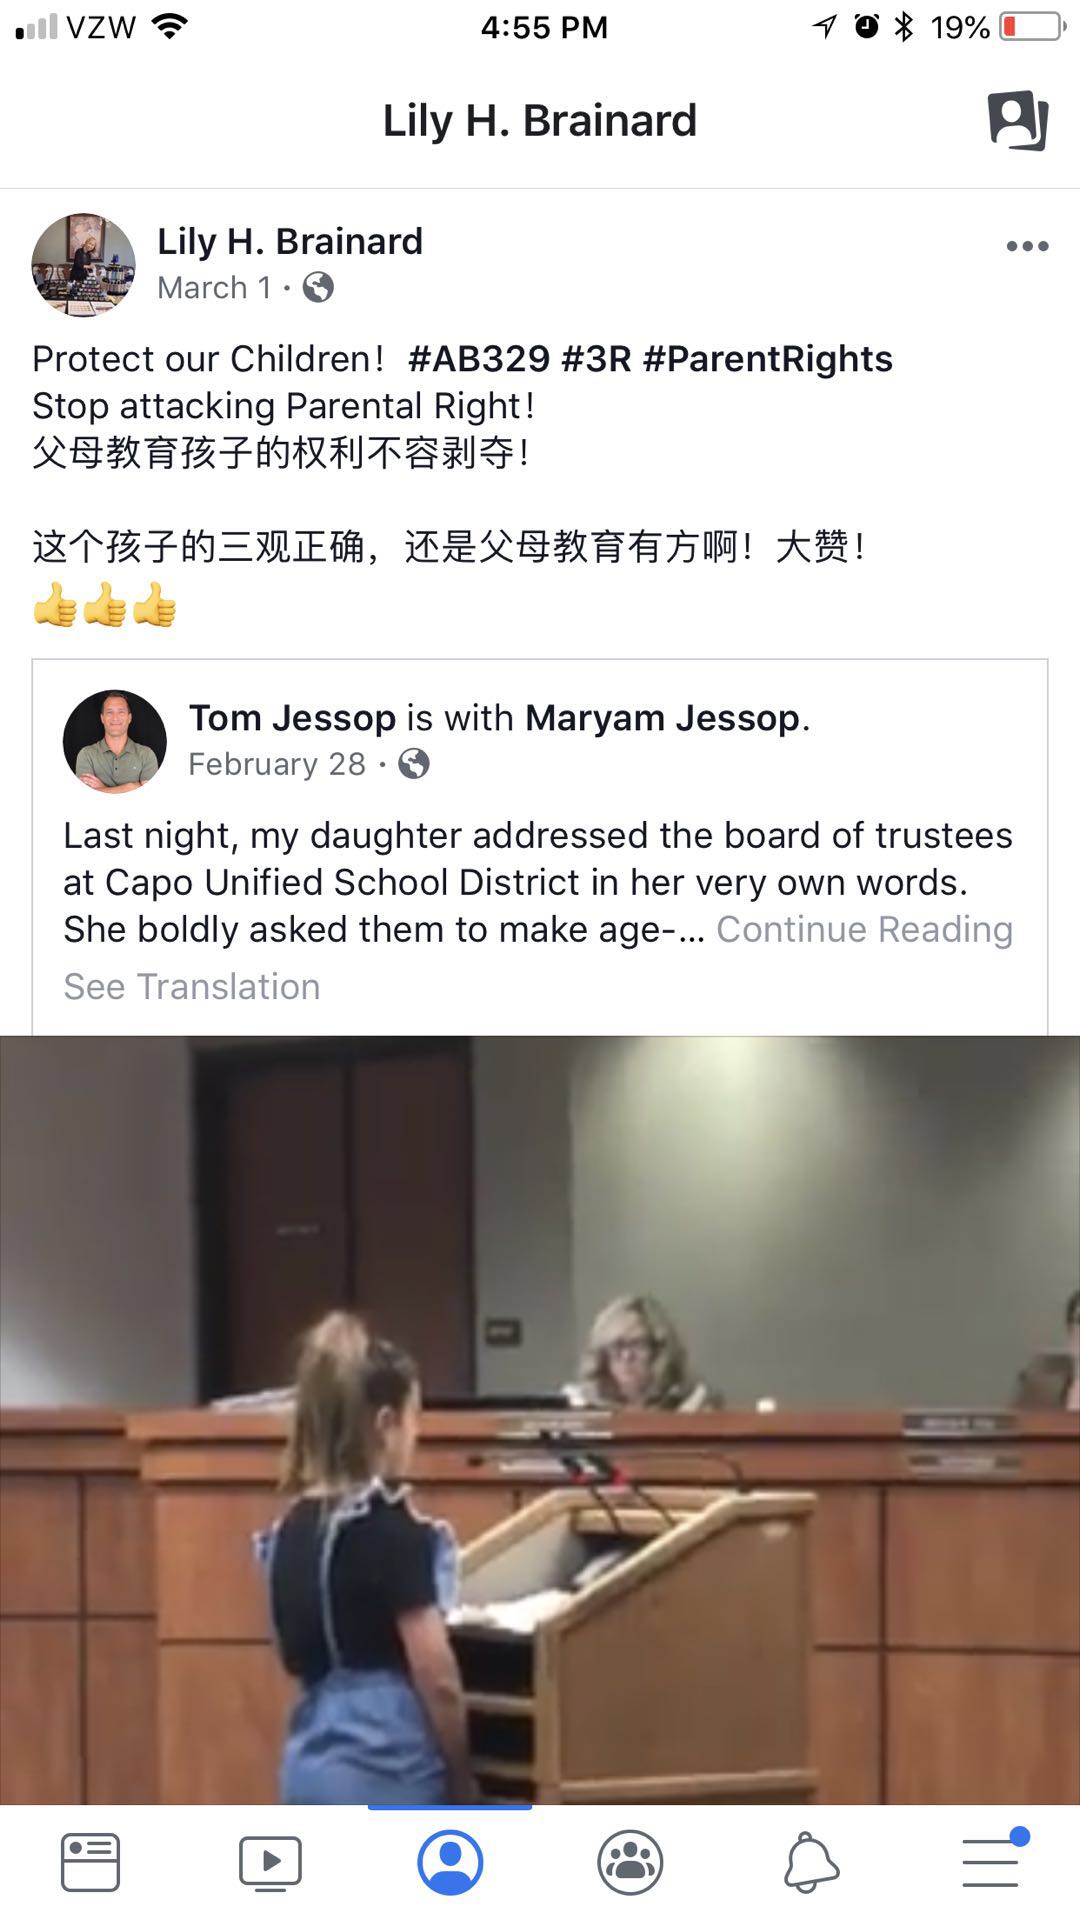 VZW
4:55 PM
19%
Lily H. Brainard
Lily H. Brainard
March 1 ·
Protect our Children！ #AB329 #3R #ParentRights
Stop attacking Parental Right！
父母教育孩子的权利不容剥夺！
这个孩子的三观正确，还是父母教育有方啊！大赞！
👍👍👍
Tom Jessop is with Maryam Jessop.
February 28 ·
Last night, my daughter addressed the board of trustees
at Capo Unified School District in her very own words.
She boldly asked them to make age-... Continue Reading
See Translation